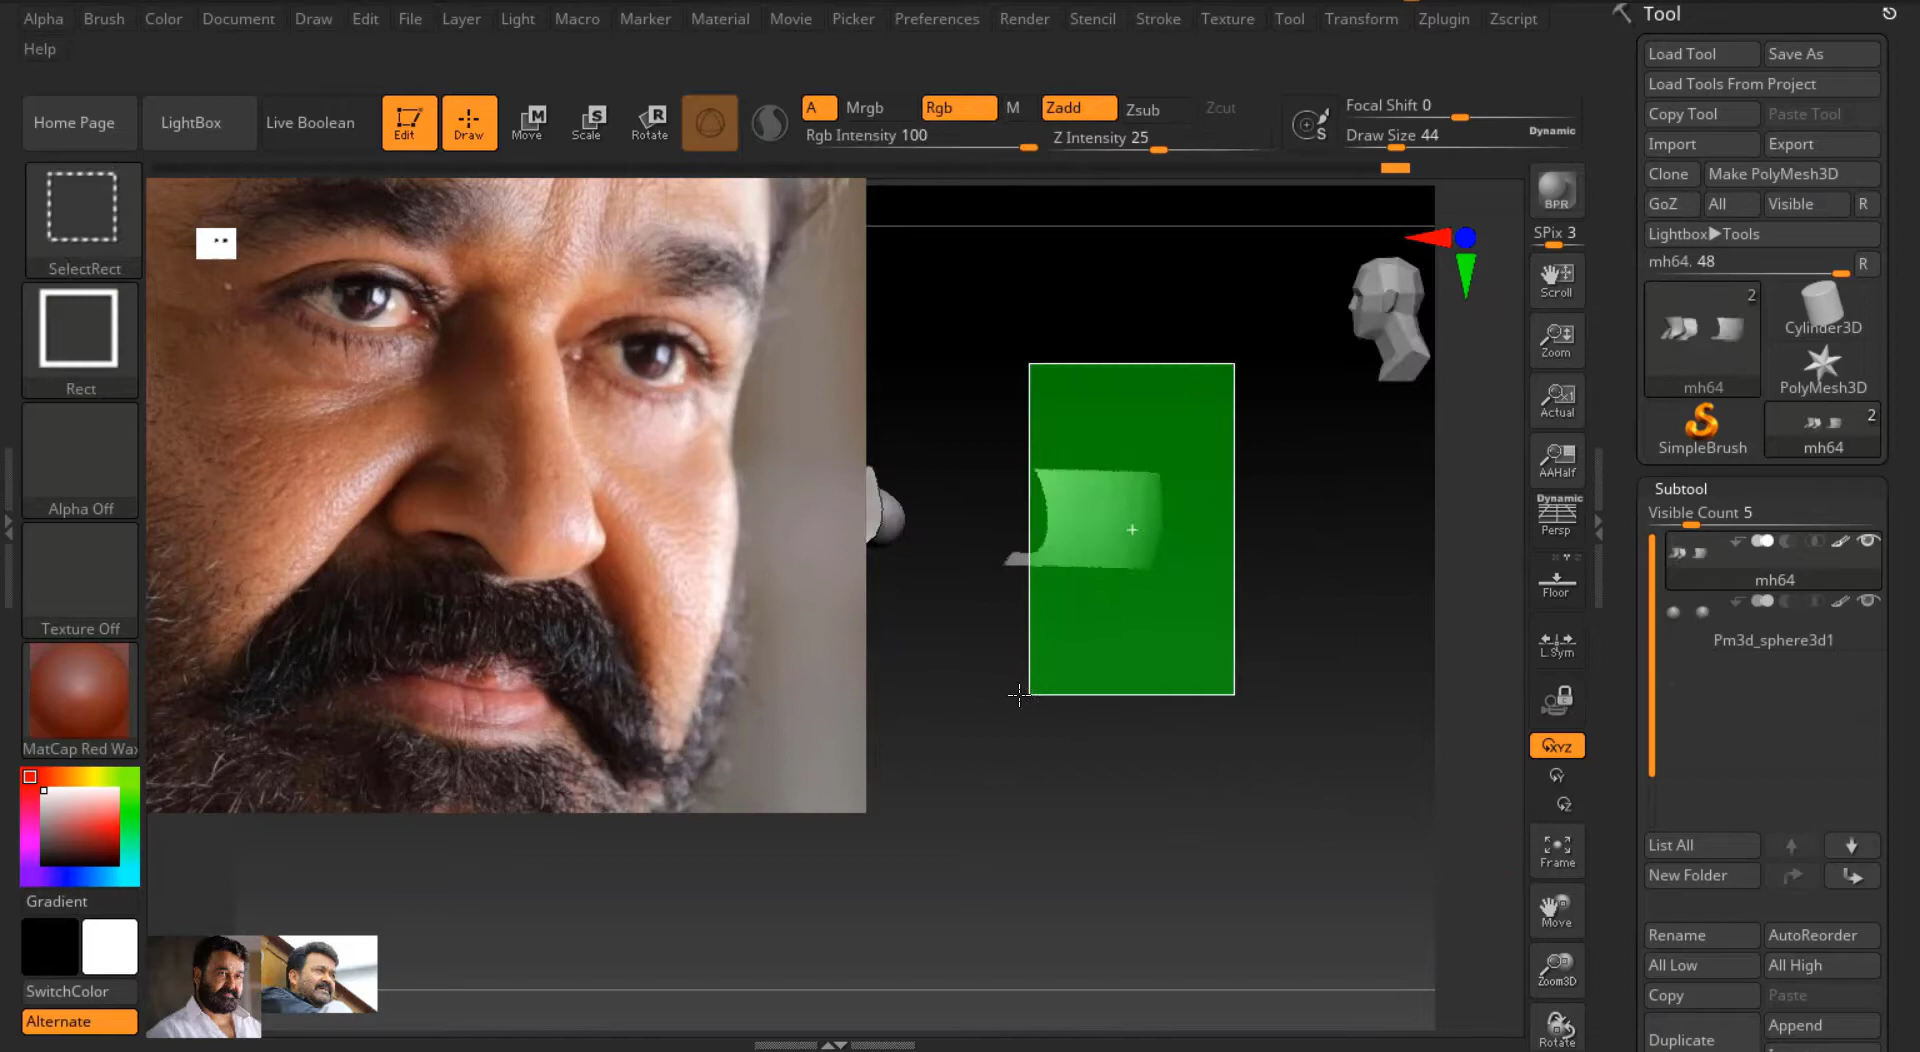 Alpha Brush Color Document Draw Edit File Layer Light Macro Marker Material Movie Picker Preferences Render Stencil Stroke Texture Tool Transform Zplugin Zscript
Help
Home Page
LightBox
Live Boolean
Edit
Draw
Move
Scale
Rotate
A
Mrgb
Rgb
M
Zadd
Zsub
Zcut
Rgb Intensity 100
Z Intensity 25
Focal Shift 0
Draw Size 44
Dynamic
SelectRect
Rect
Alpha Off
Texture Off
MatCap Red Wax
Gradient
SwitchColor
Alternate
BPR
SPix 3
Scroll
Zoom
Actual
AAHalf
Dynamic
Persp
Floor
L.Sym
XYZ
Y
Z
Frame
Move
Zoom3D
Rotate
Tool
Load Tool
Save As
Load Tools From Project
Copy Tool
Paste Tool
Import
Export
Clone
Make PolyMesh3D
GoZ
All
Visible
R
Lightbox▶Tools
mh64. 48
R
2
mh64
Cylinder3D
PolyMesh3D
SimpleBrush
2
mh64
Subtool
Visible Count 5
mh64
Pm3d_sphere3d1
List All
New Folder
Rename
AutoReorder
All Low
All High
Copy
Paste
Duplicate
Append